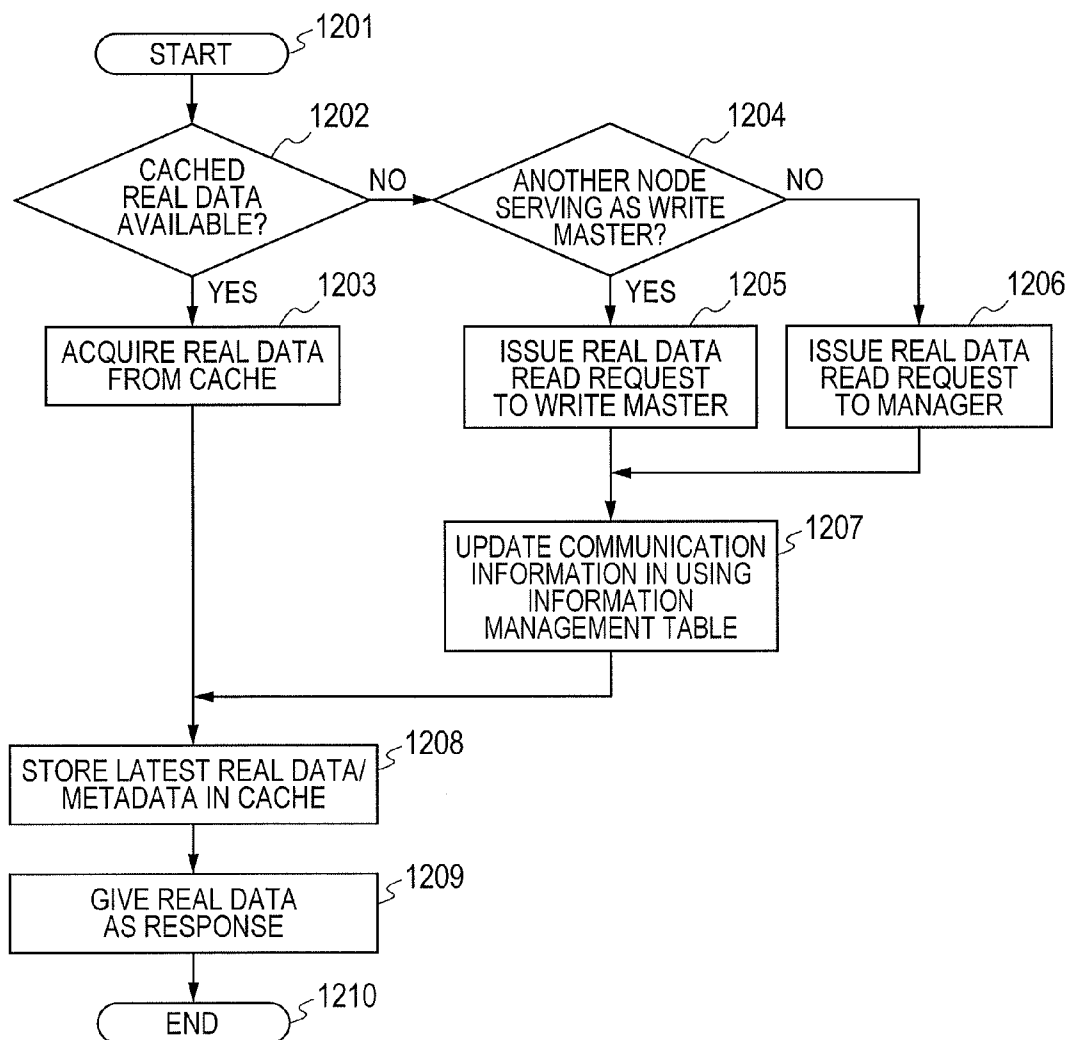 1201
START
1202
CACHED
REAL DATA
AVAILABLE?
NO
1204
ANOTHER NODE
SERVING AS WRITE
MASTER?
NO
YES
1203
ACQUIRE REAL DATA
FROM CACHE
YES
1205
ISSUE REAL DATA
READ REQUEST
TO WRITE MASTER
1206
ISSUE REAL DATA
READ REQUEST
TO MANAGER
1207
UPDATE COMMUNICATION
INFORMATION IN USING
INFORMATION
MANAGEMENT TABLE
1208
STORE LATEST REAL DATA/
METADATA IN CACHE
1209
GIVE REAL DATA
AS RESPONSE
1210
END